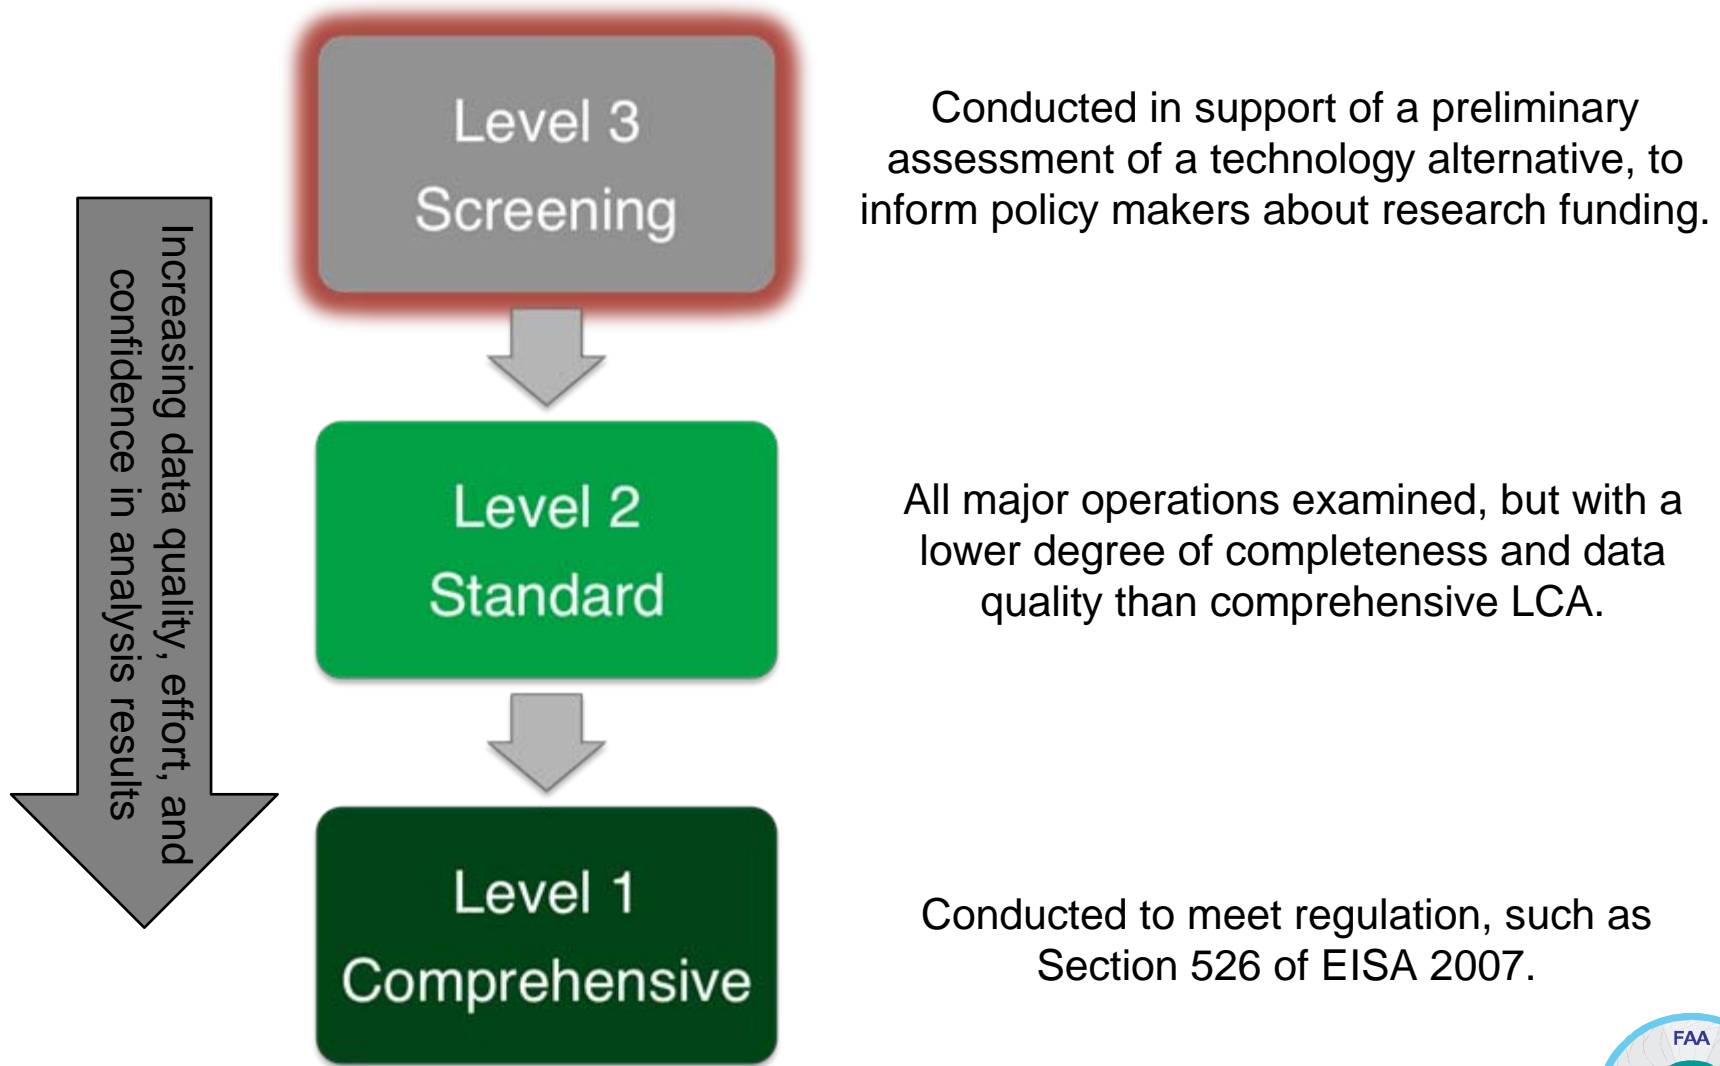 Level 3
Screening
Conducted in support of a preliminary
assessment of a technology alternative, to
inform policy makers about research funding.
Increasing data quality, effort, and
confidence in analysis results
Level 2
Standard
All major operations examined, but with a
lower degree of completeness and data
quality than comprehensive LCA.
Level 1
Comprehensive
Conducted to meet regulation, such as
Section 526 of EISA 2007.
FAA